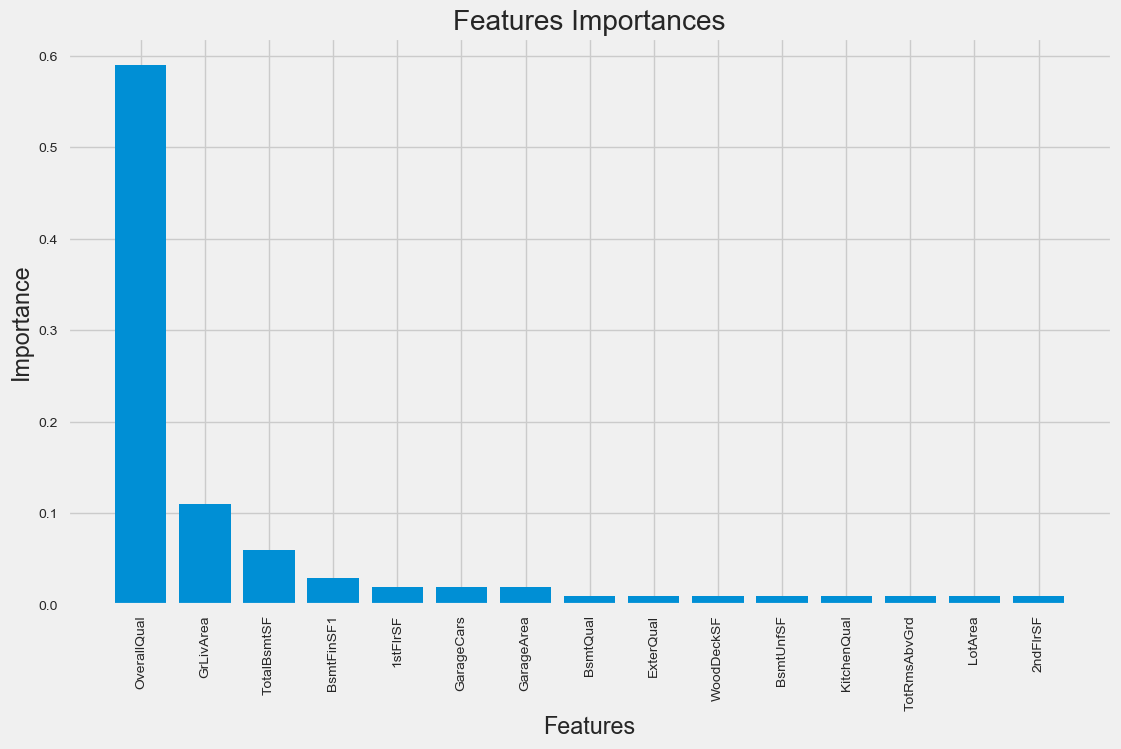 Features Importances
Importance
0.6
0.5
0.4
0.3
0.2
0.1
0.0
OverallQual
GrLivArea
TotalBsmtSF
BsmtFinSF1
1stFlrSF
GarageCars
GarageArea
BsmtQual
ExterQual
WoodDeckSF
BsmtUnfSF
KitchenQual
TotRmsAbvGrd
LotArea
2ndFlrSF
Features